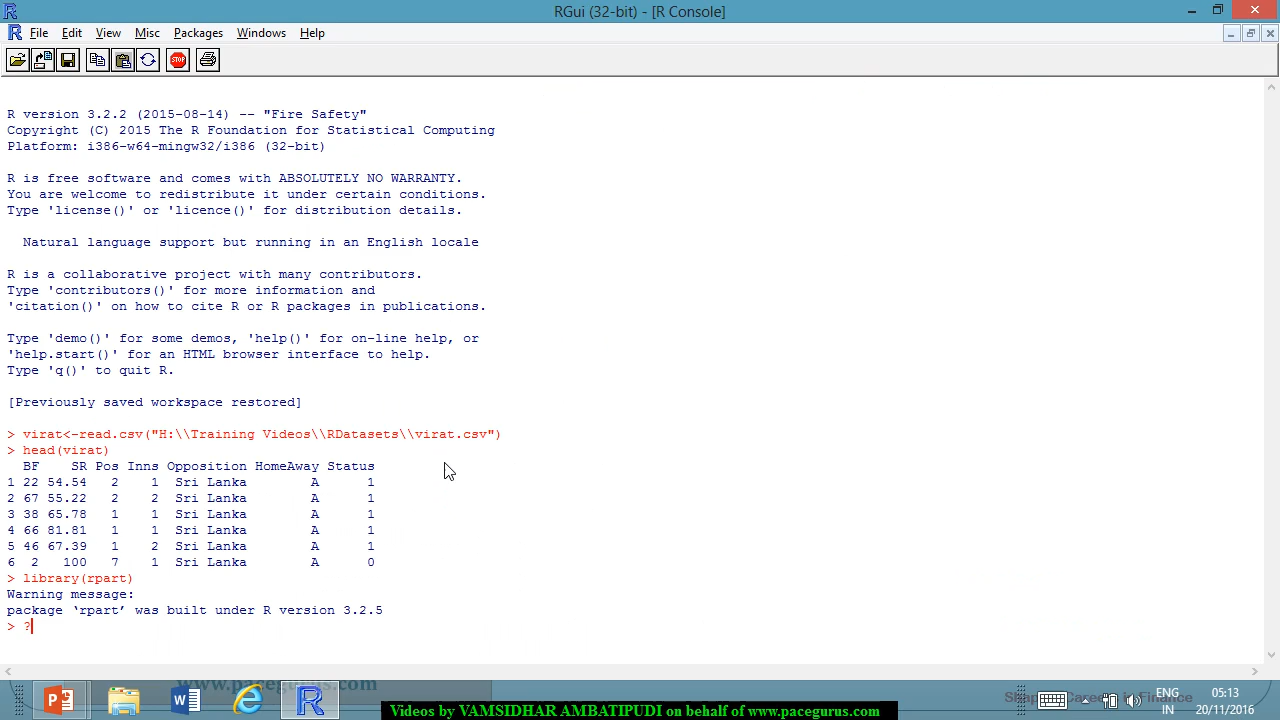 RGui (32-bit) - [R Console]
File Edit View Misc Packages Windows Help
STOP
R version 3.2.2 (2015-08-14) -- "Fire Safety"
Copyright (C) 2015 The R Foundation for Statistical Computing
Platform: i386-w64-mingw32/i386 (32-bit)
R is free software and comes with ABSOLUTELY NO WARRANTY.
You are welcome to redistribute it under certain conditions.
Type 'license()' or 'licence()' for distribution details.
Natural language support but running in an English locale
R is a collaborative project with many contributors.
Type 'contributors()' for more information and
'citation()' on how to cite R or R packages in publications.
Type 'demo()' for some demos, 'help()' for on-line help, or
'help.start()' for an HTML browser interface to help.
Type 'q()' to quit R.
[Previously saved workspace restored]
> virat<-read.csv("H:\\Training Videos\\RDatasets\\virat.csv")
> head(virat)
BF SR Pos Inns Opposition HomeAway Status
1 22 54.54 2 1 Sri Lanka A 1
2 67 55.22 2 2 Sri Lanka A 1
3 38 65.78 1 1 Sri Lanka A 1
4 66 81.81 1 1 Sri Lanka A 1
5 46 67.39 1 2 Sri Lanka A 1
6 2 100 7 1 Sri Lanka A 0
> library(rpart)
Warning message:
package ‘rpart’ was built under R version 3.2.5
> ?
www.pacegurus.com
ENG
IN
05:13
20/11/2016
Videos by VAMSIDHAR AMBATIPUDI on behalf of www.pacegurus.com